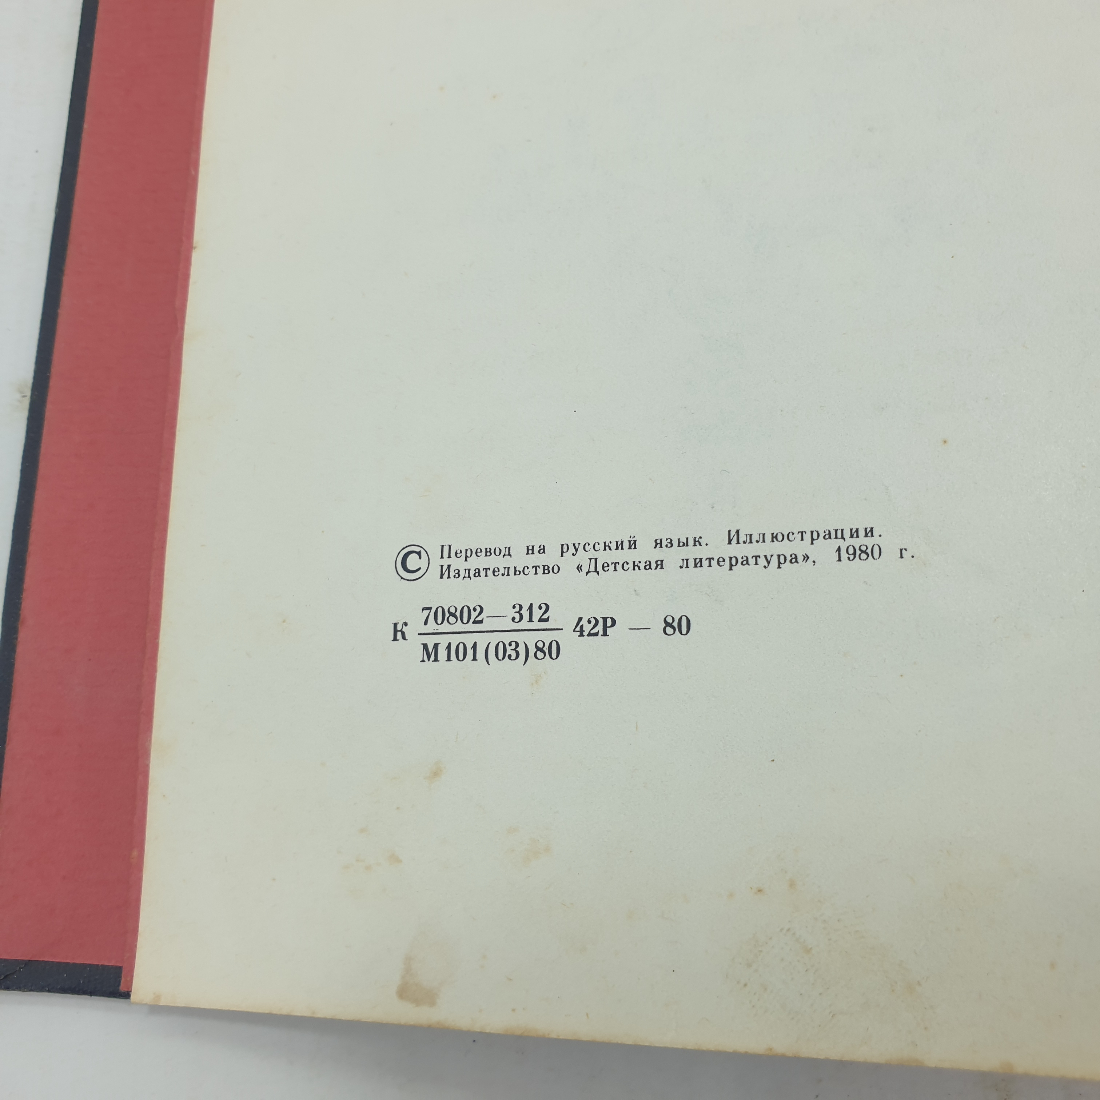 © Перевод на русский язык. Иллюстрации.
Издательство «Детская литература», 1980 г.
К 70802—312 42Р — 80
М101(03)80